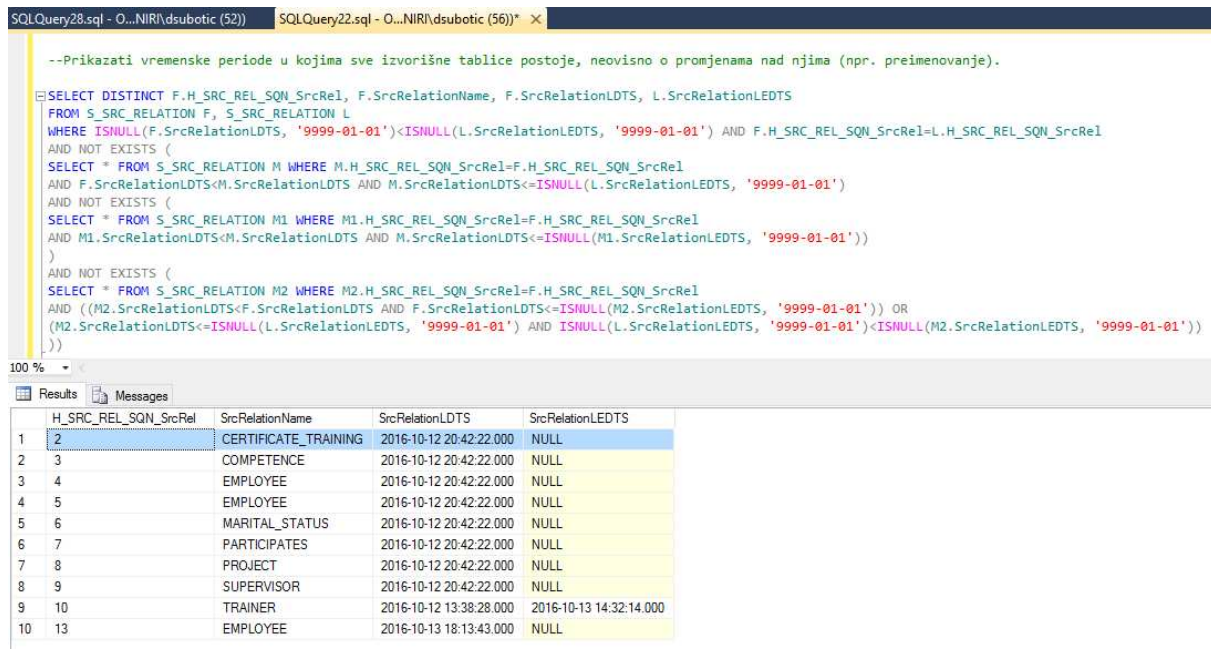 SQLQuery28.sql - O...NIRI\dsubotic (52))
SQLQuery22.sql - O...NIRI\dsubotic (56))*
--Prikazati vremenske periode u kojima sve izvorišne tablice postoje, neovisno o promjenama nad njima (npr. preimenovanje).
SELECT DISTINCT F.H_SRC_REL_SQN_SrcRel, F.SrcRelationName, F.SrcRelationLDTS, L.SrcRelationLEDTS
FROM S_SRC_RELATION F, S_SRC_RELATION L
WHERE ISNULL(F.SrcRelationLDTS, '9999-01-01')<ISNULL(L.SrcRelationLEDTS, '9999-01-01') AND F.H_SRC_REL_SQN_SrcRel=L.H_SRC_REL_SQN_SrcRel
AND NOT EXISTS (
SELECT * FROM S_SRC_RELATION M WHERE M.H_SRC_REL_SQN_SrcRel=F.H_SRC_REL_SQN_SrcRel
AND F.SrcRelationLDTS<M.SrcRelationLDTS AND M.SrcRelationLDTS<=ISNULL(L.SrcRelationLEDTS, '9999-01-01')
AND NOT EXISTS (
SELECT * FROM S_SRC_RELATION M1 WHERE M1.H_SRC_REL_SQN_SrcRel=F.H_SRC_REL_SQN_SrcRel
AND M1.SrcRelationLDTS<M.SrcRelationLDTS AND M.SrcRelationLDTS<=ISNULL(M1.SrcRelationLEDTS, '9999-01-01'))
)
AND NOT EXISTS (
SELECT * FROM S_SRC_RELATION M2 WHERE M2.H_SRC_REL_SQN_SrcRel=F.H_SRC_REL_SQN_SrcRel
AND ((M2.SrcRelationLDTS<F.SrcRelationLDTS AND F.SrcRelationLDTS<=ISNULL(M2.SrcRelationLEDTS, '9999-01-01')) OR
(M2.SrcRelationLDTS<=ISNULL(L.SrcRelationLEDTS, '9999-01-01') AND ISNULL(L.SrcRelationLEDTS, '9999-01-01')<ISNULL(M2.SrcRelationLEDTS, '9999-01-01'))
))
100 %
Results Messages
H_SRC_REL_SQN_SrcRel SrcRelationName SrcRelationLDTS SrcRelationLEDTS
1 2 CERTIFICATE_TRAINING 2016-10-12 20:42:22.000 NULL
2 3 COMPETENCE 2016-10-12 20:42:22.000 NULL
3 4 EMPLOYEE 2016-10-12 20:42:22.000 NULL
4 5 EMPLOYEE 2016-10-12 20:42:22.000 NULL
5 6 MARITAL_STATUS 2016-10-12 20:42:22.000 NULL
6 7 PARTICIPATES 2016-10-12 20:42:22.000 NULL
7 8 PROJECT 2016-10-12 20:42:22.000 NULL
8 9 SUPERVISOR 2016-10-12 20:42:22.000 NULL
9 10 TRAINER 2016-10-12 13:38:28.000 2016-10-13 14:32:14.000
10 13 EMPLOYEE 2016-10-13 18:13:43.000 NULL